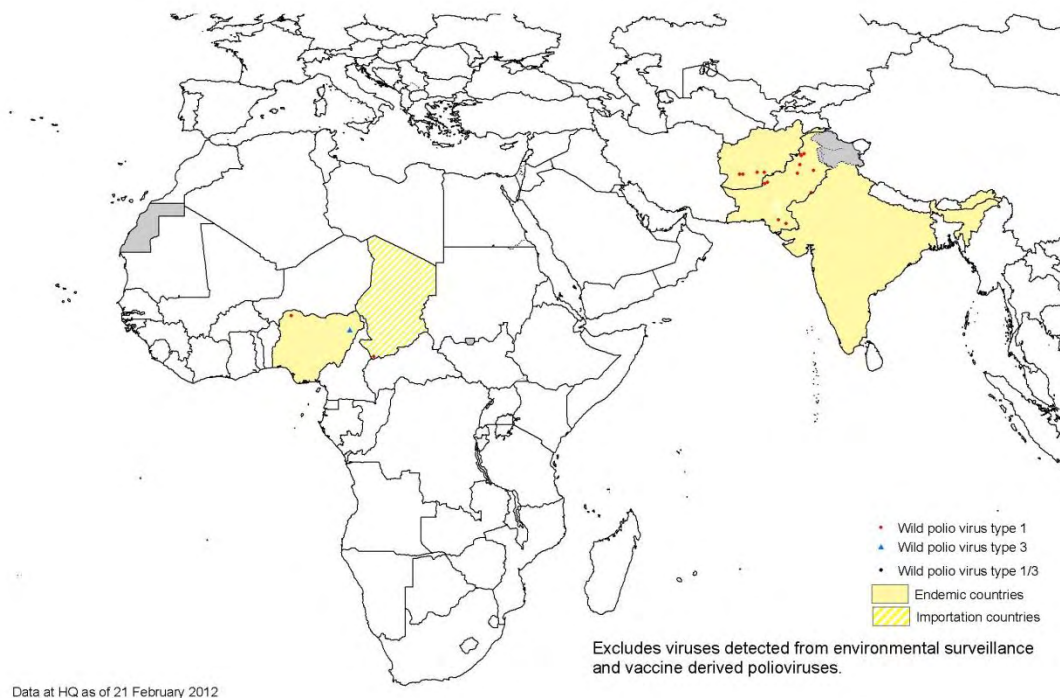 Wild polio virus type 1
Wild polio virus type 3
Wild polio virus type 1/3
Endemic countries
Importation countries
Excludes viruses detected from environmental surveillance
and vaccine derived polioviruses.
Data at HQ as of 21 February 2012